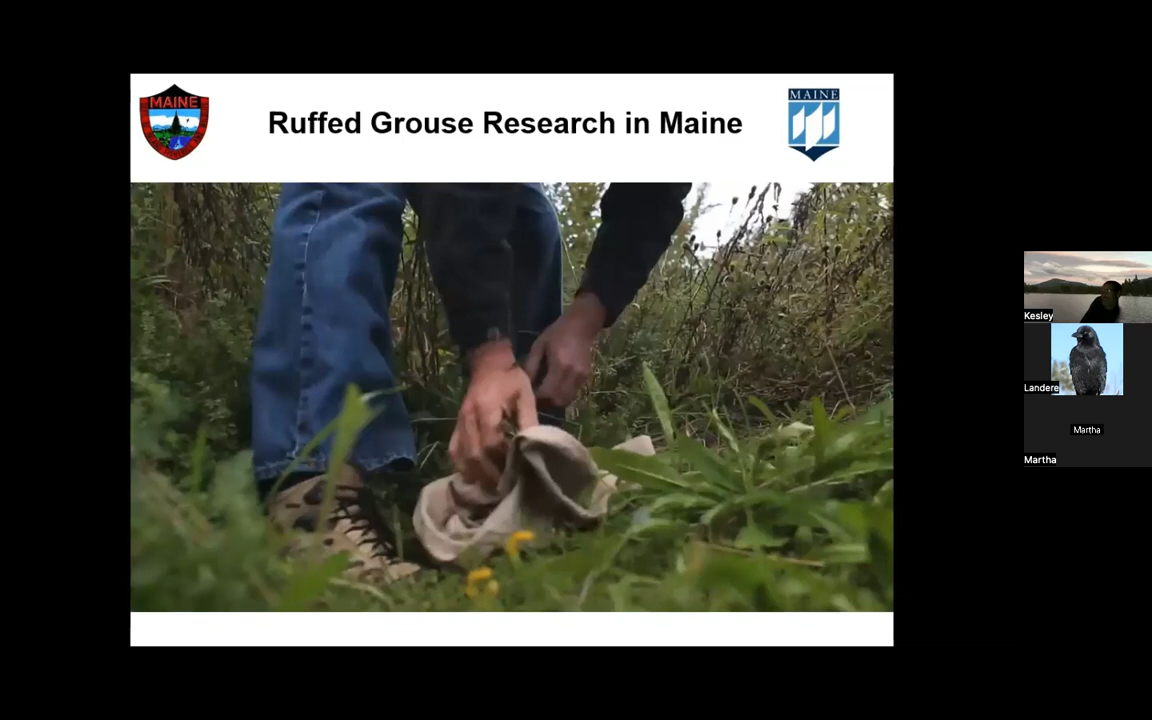 MAINE
Ruffed Grouse Research in Maine
MAINE
Kesley
Landere
Martha
Martha